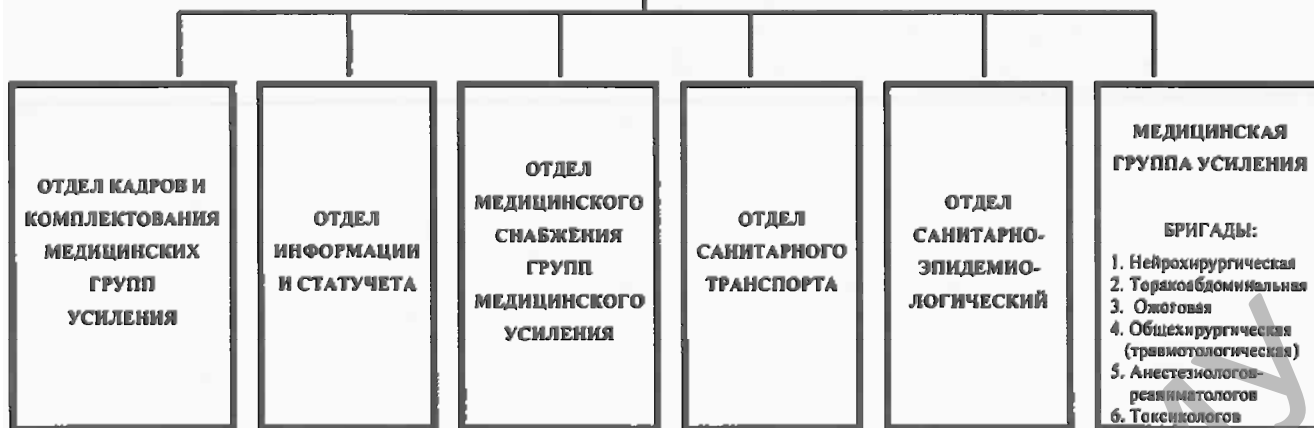 ОТДЕЛ КАДРОВ И
КОМПЛЕКТОВАНИЯ
МЕДИЦИНСКИХ
ГРУПП
УСИЛЕНИЯ
ОТДЕЛ
ИНФОРМАЦИИ
И СТАТУЧЕТА
ОТДЕЛ
МЕДИЦИНСКОГО
СНАБЖЕНИЯ
ГРУПП
МЕДИЦИНСКОГО
УСИЛЕНИЯ
ОТДЕЛ
САНИТАРНОГО
ТРАНСПОРТА
ОТДЕЛ
САНИТАРНО-
ЭПИДЕМИО-
ЛОГИЧЕСКИЙ
МЕДИЦИНСКАЯ
ГРУППА УСИЛЕНИЯ
БРИГАДЫ:
1. Нейрохирургическая
2. Торакоабдоминальная
3. Ожоговая
4. Общехирургическая
(травмотологическая)
5. Анестезиологов-
реаниматологов
6. Токсикологов